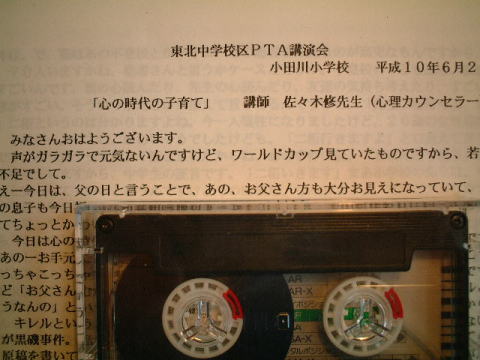 東北中学校区PTA講演会
小田川小学校 平成10年6月2
「心の時代の子育て」 講師 佐々木修先生（心理カウンセラー
みなさんおはようございます。
声がガラガラで元気ないんですけど、ワールドカップ見ていたものですから、若
不足でして。
えー今日は、父の日と言うことで、あの、お父さん方も大分お見えになっていて、
の息子も今日
てちょっとか
今日は心の
あの一お手元
っちゃこっちゃ
ど「お父さん
うなんの」と
キレルという
が黒磯事件。
原稿を書いて
AR
AR-X